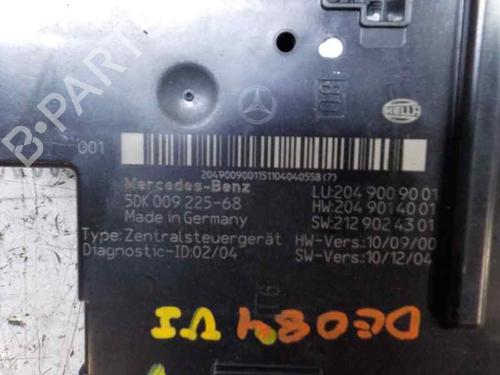 B-PARTS
HELLA
001
2049009001151104040558(7)
Mercedes-Benz
LU:204 900 90 01
5DK 009 225-68
HW:204 901 40 01
Made in Germany
SW:212 902 43 01
Type:Zentralsteuergerät
HW-Vers.:10/09/00
Diagnostic-ID:02/04
SW-Vers.:10/12/04